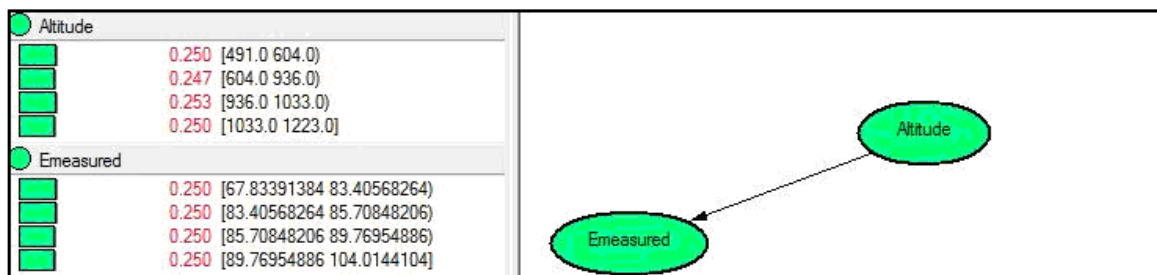 Altitude
0.250 [491.0 604.0)
0.247 [604.0 936.0)
0.253 [936.0 1033.0)
0.250 [1033.0 1223.0]
Emeasured
0.250 [67.83391384 83.40568264)
0.250 [83.40568264 85.70848206)
0.250 [85.70848206 89.76954886)
0.250 [89.76954886 104.0144104]
Altitude
Emeasured